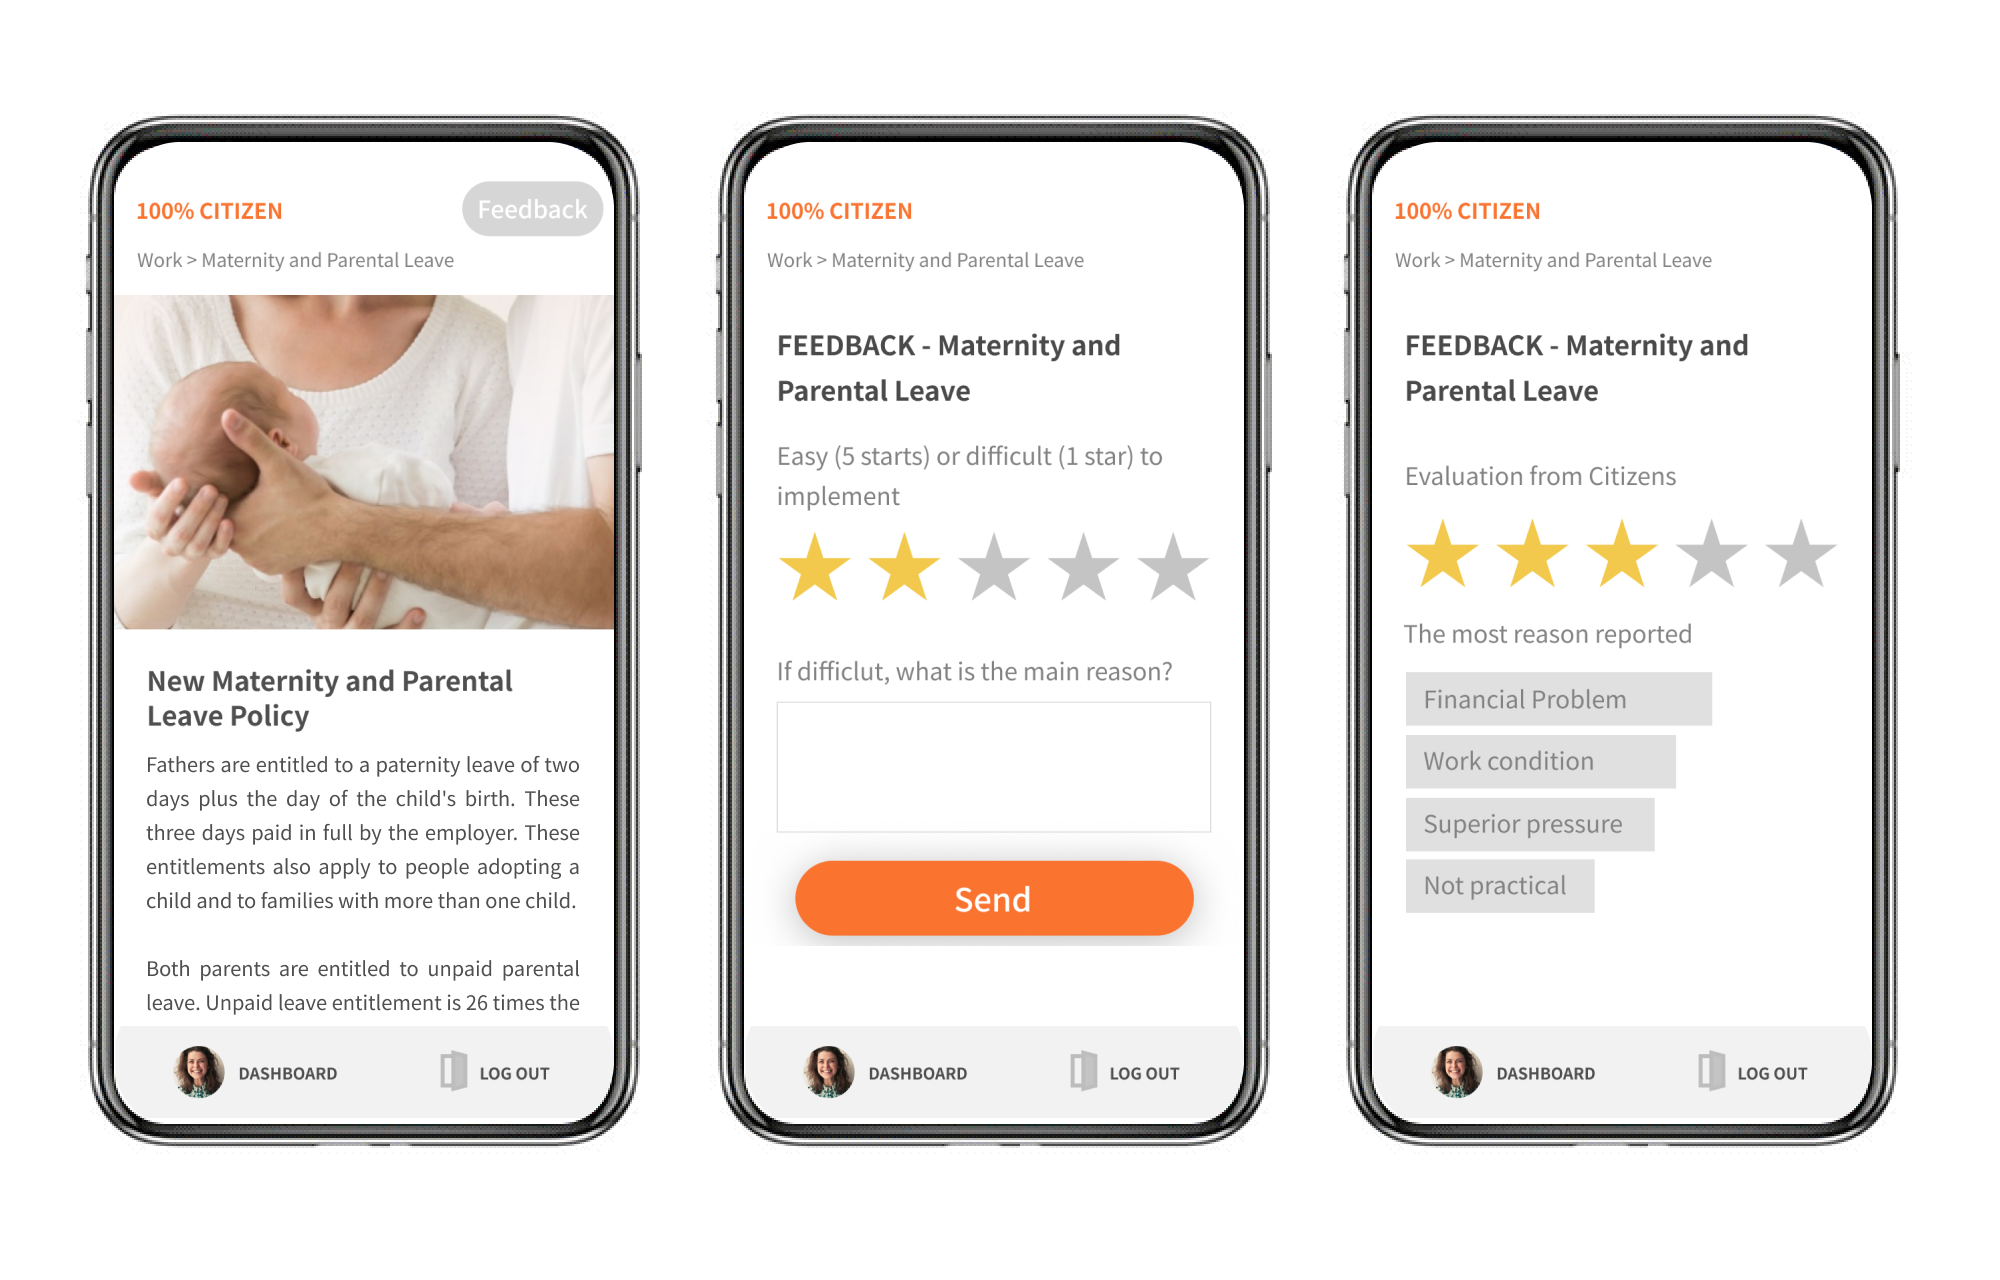 100% CITIZEN
Feedback
Work > Maternity and Parental Leave
New Maternity and Parental
Leave Policy
Fathers are entitled to a paternity leave of two
days plus the day of the child's birth. These
three days paid in full by the employer. These
entitlements also apply to people adopting a
child and to families with more than one child.
Both parents are entitled to unpaid parental
leave. Unpaid leave entitlement is 26 times the
DASHBOARD
LOG OUT
100% CITIZEN
Work > Maternity and Parental Leave
FEEDBACK - Maternity and
Parental Leave
Easy (5 starts) or difficult (1 star) to
implement
If difficlut, what is the main reason?
Send
DASHBOARD
LOG OUT
100% CITIZEN
Work > Maternity and Parental Leave
FEEDBACK - Maternity and
Parental Leave
Evaluation from Citizens
The most reason reported
Financial Problem
Work condition
Superior pressure
Not practical
DASHBOARD
LOG OUT